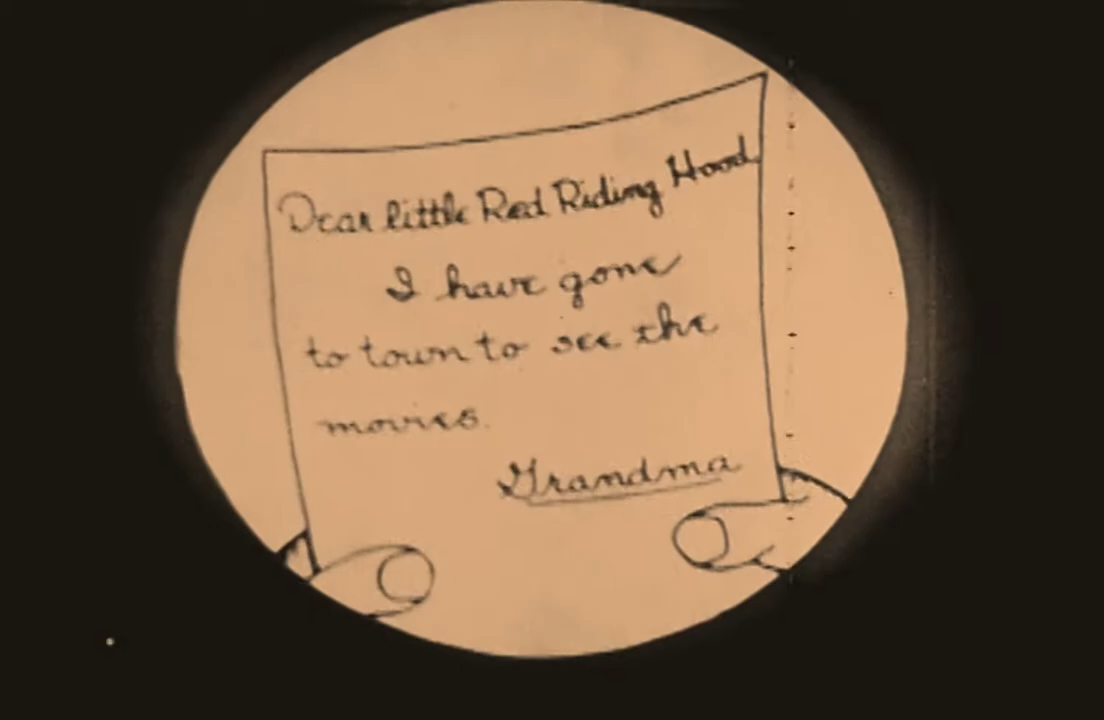 Dear little Red Riding Hood
I have gone
to town to see the
movies.
Grandma